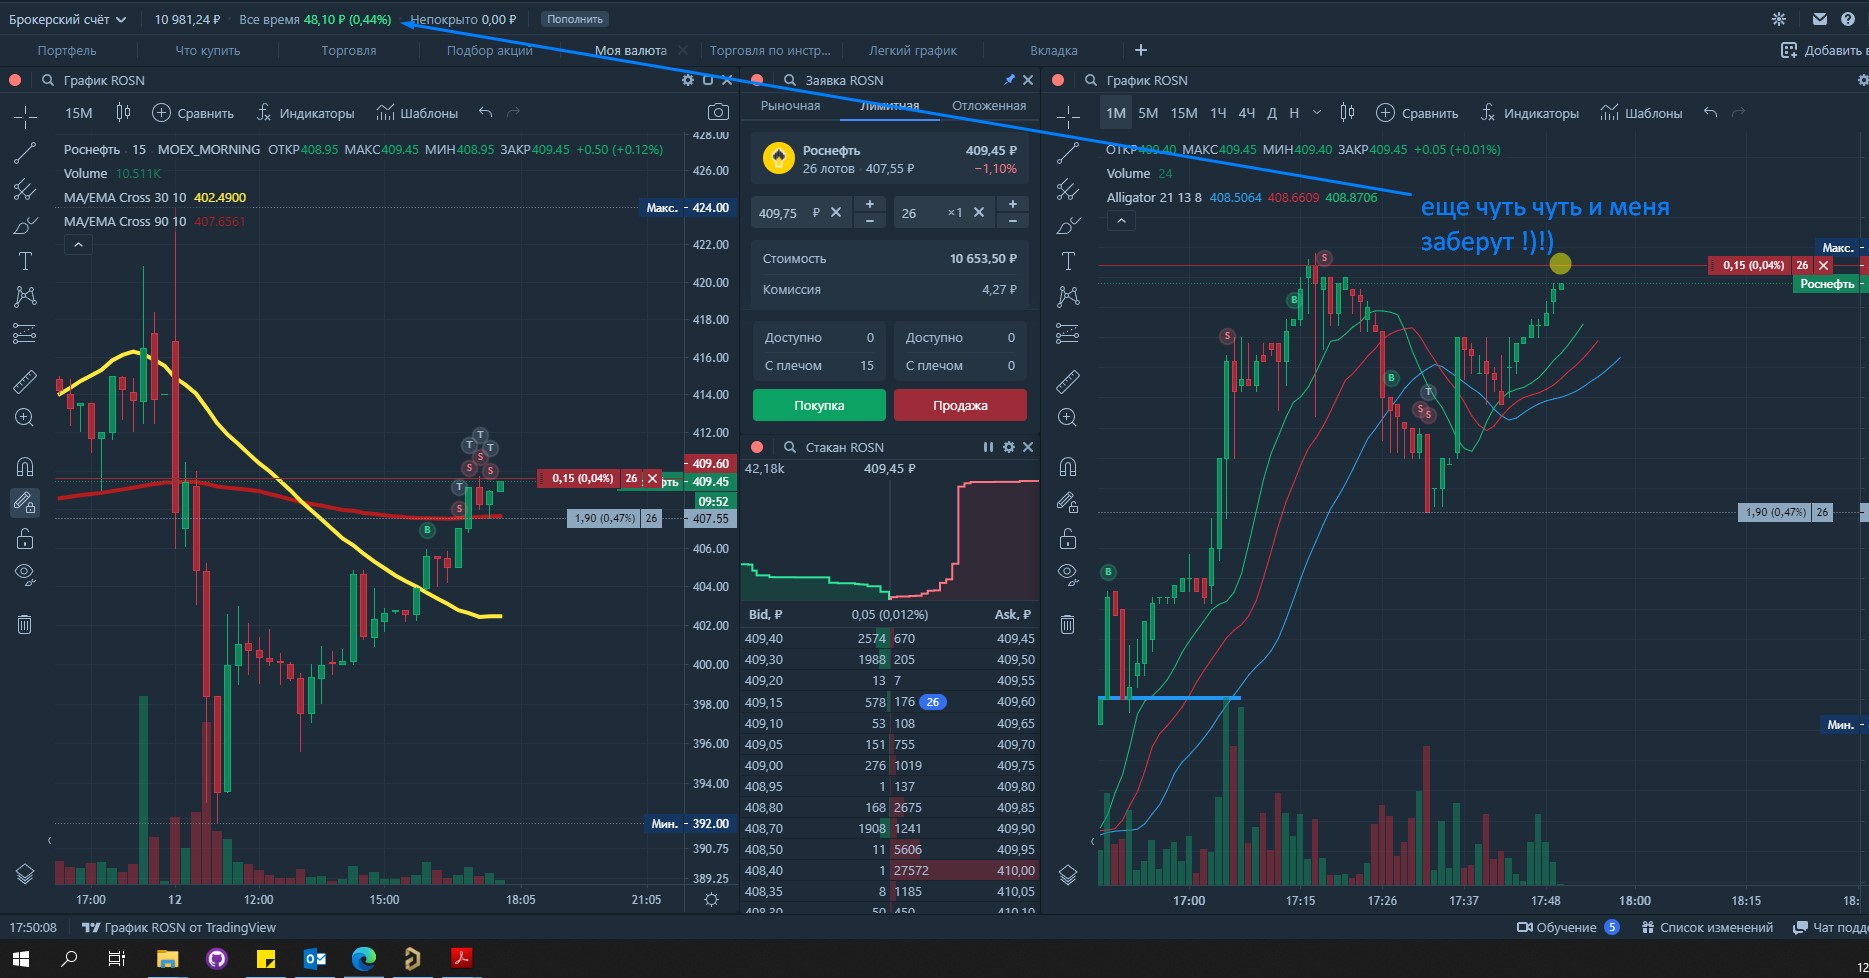 Брокерский счёт 10 981,24 ₽ · Все время 48,10 ₽ (0,44%) · Непокрыто 0,00 ₽ Пополнить
Портфель Что купить Торговля Подбор акции Моя валюта Торговля по инстр... Легкий график Вкладка + Добавить в
График ROSN
15М Сравнить Индикаторы Шаблоны
Роснефть · 15 · MOEX_MORNING ОТКР408.95 МАКС409.45 МИН408.95 ЗАКР409.45 +0.50 (+0.12%)
Volume 10.511K
MA/EMA Cross 30 10 402.4900
MA/EMA Cross 90 10 407.6561
428.00
426.00
Макс. 424.00
422.00
420.00
418.00
416.00
414.00
412.00
T
T T
S
S S
T
S
B
0,15 (0,04%) 26 409.60
фть 409.45
09:52
1,90 (0,47%) 26 407.55
406.00
404.00
402.00
400.00
398.00
396.00
394.00
Мин. 392.00
390.75
389.25
17:00 12 12:00 15:00 18:05 21:05
Заявка ROSN
Рыночная Лимитная Отложенная
Роснефть 409,45 ₽
26 лотов · 407,55 ₽ −1,10%
409,75 ₽ + − 26 ×1 + −
Стоимость 10 653,50 ₽
Комиссия 4,27 ₽
Доступно 0 Доступно 0
С плечом 15 С плечом 0
Покупка Продажа
Стакан ROSN
42,18k 409,45 ₽
Bid, ₽ 0,05 (0,012%) Ask, ₽
409,40 2574 670 409,45
409,30 1988 205 409,50
409,20 13 7 409,55
409,15 578 176 26 409,60
409,10 53 108 409,65
409,05 151 755 409,70
409,00 276 1019 409,75
408,95 1 137 409,80
408,80 168 2675 409,85
408,70 1908 1241 409,90
408,50 11 5606 409,95
408,40 1 27572 410,00
408,35 8 1185 410,05
408,30 50 450 410,10
График ROSN
1М 5М 15М 1Ч 4Ч Д Н Сравнить Индикаторы Шаблоны
ОТКР409.40 МАКС409.45 МИН409.40 ЗАКР409.45 +0.05 (+0.01%)
Volume 24
Alligator 21 13 8 408.5064 408.6609 408.8706
еще чуть чуть и меня
заберут !)!)
Макс.
S
0,15 (0,04%) 26
Роснефть
B
S
B
T
S S
1,90 (0,47%) 26
B
Мин.
17:00 17:15 17:26 17:37 17:48 18:00 18:15 18:
17:50:08 График ROSN от TradingView Обучение 5 Список изменений Чат подде
12